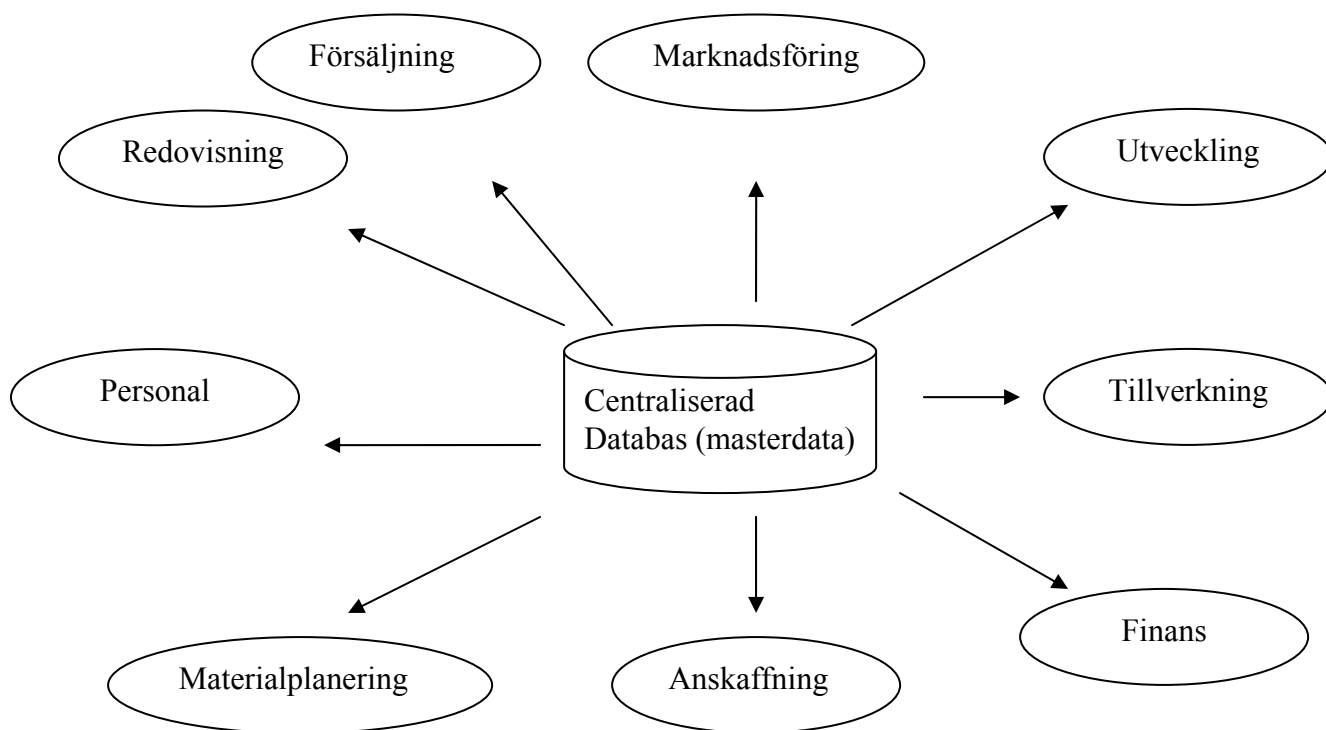 Försäljning
Marknadsföring
Redovisning
Utveckling
Personal
Centraliserad
Databas (masterdata)
Tillverkning
Finans
Materialplanering
Anskaffning